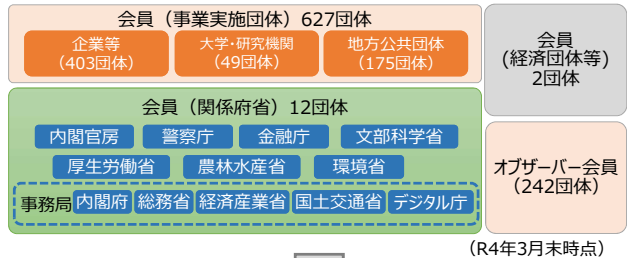 会員（事業実施団体）627団体
企業等
（403団体）
大学・研究機関
（49団体）
地方公共団体
（175団体）
会員
(経済団体等)
2団体
会員（関係府省）12団体
内閣官房 警察庁 金融庁 文部科学省
厚生労働省 農林水産省 環境省
事務局 内閣府 総務省 経済産業省 国土交通省 デジタル庁
オブザーバー会員
（242団体）
（R4年3月末時点）